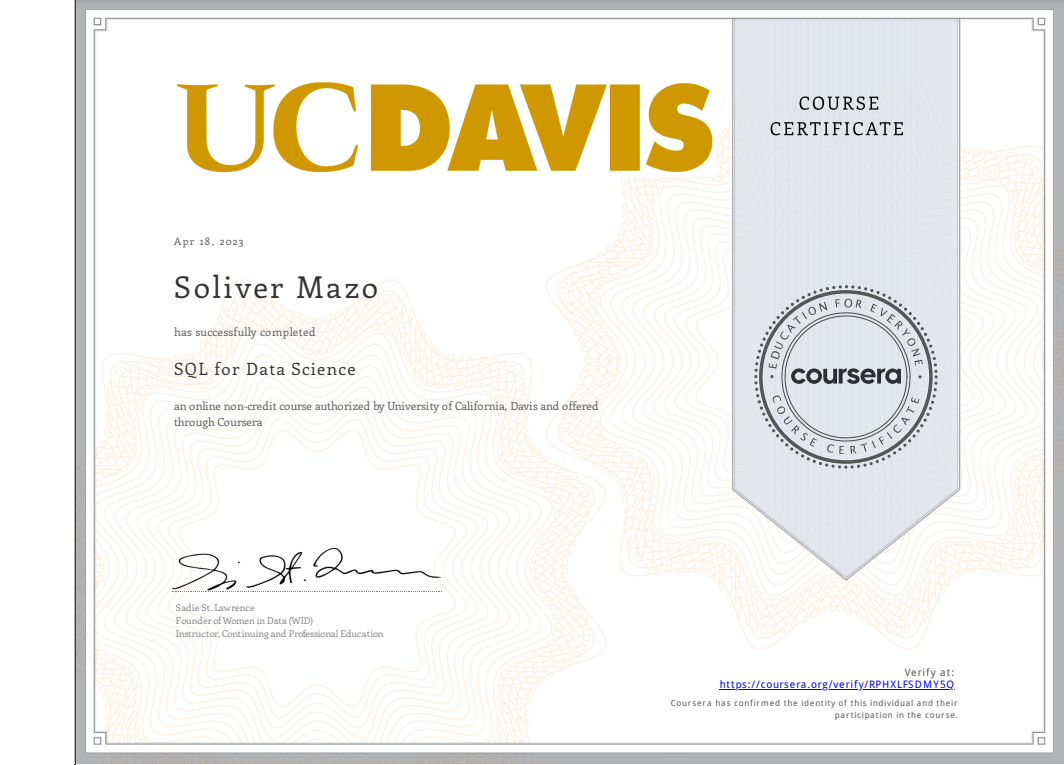 UCDAVIS
COURSE
CERTIFICATE
Apr 18, 2023
Soliver Mazo
has successfully completed
SQL for Data Science
an online non-credit course authorized by University of California, Davis and offered
through Coursera
EDUCATION FOR EVERYONE
coursera
COURSE CERTIFICATE
Sadie St. Lawrence
Founder of Women in Data (WID)
Instructor, Continuing and Professional Education
Verify at:
https://coursera.org/verify/RPHXLFSDMY5Q
Coursera has confirmed the identity of this individual and their
participation in the course.